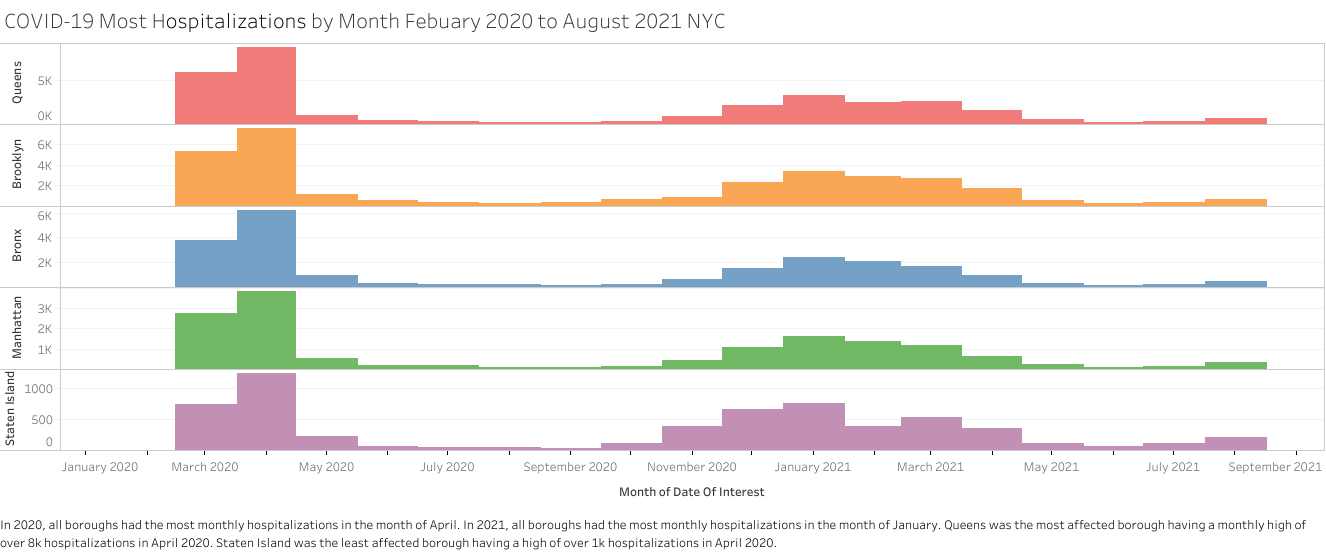 COVID-19 Most Hospitalizations by Month Febuary 2020 to August 2021 NYC
Queens
5K
0K
Brooklyn
6K
4K
2K
Bronx
6K
4K
2K
Manhattan
3K
2K
1K
Staten Island
1000
500
0
January 2020 March 2020 May 2020 July 2020 September 2020 November 2020 January 2021 March 2021 May 2021 July 2021 September 2021
Month of Date Of Interest
In 2020, all boroughs had the most monthly hospitalizations in the month of April. In 2021, all boroughs had the most monthly hospitalizations in the month of January. Queens was the most affected borough having a monthly high of
over 8k hospitalizations in April 2020. Staten Island was the least affected borough having a high of over 1k hospitalizations in April 2020.